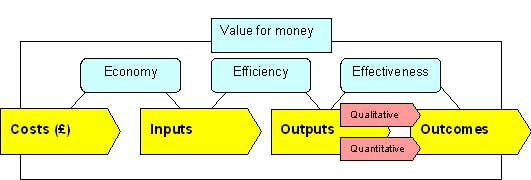 Value for money
Economy
Efficiency
Effectiveness
Costs (£)
Inputs
Outputs
Qualitative
Quantitative
Outcomes